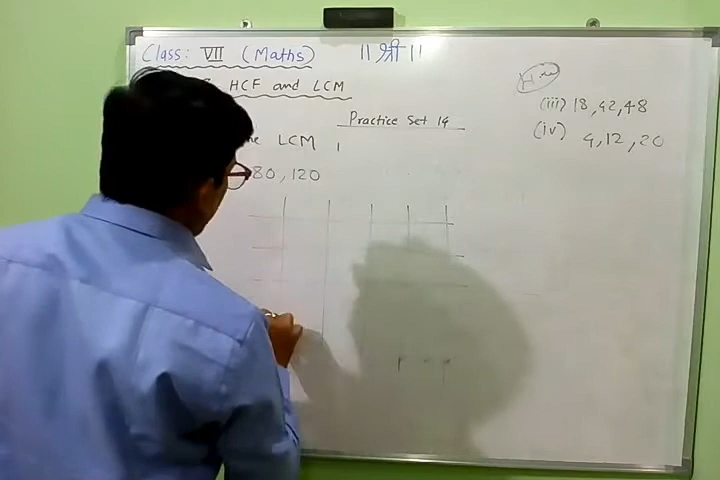 Class: VII (Maths)
॥ श्री ॥
HCF and LCM
Practice Set 14
LCM
80, 120
Hw
(iii) 18, 42, 48
(iv) 4, 12, 20